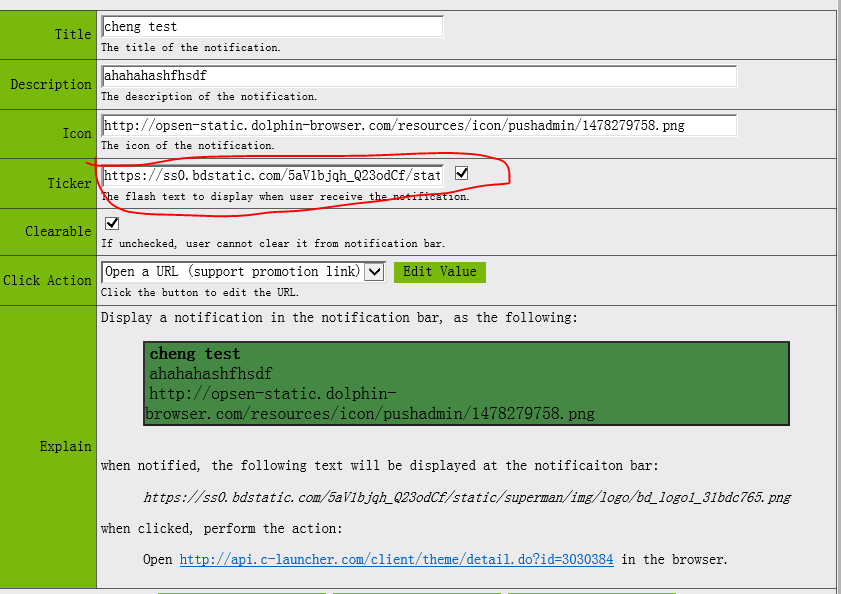 Title
cheng test
The title of the notification.
Description
ahahahashfhsdf
The description of the notification.
Icon
http://opsen-static.dolphin-browser.com/resources/icon/pushadmin/1478279758.png
The icon of the notification.
Ticker
https://ss0.bdstatic.com/5aV1bjqh_Q23odCf/stat
The flash text to display when user receive the notification.
Clearable
If unchecked, user cannot clear it from notification bar.
Click Action
Open a URL (support promotion link)
Edit Value
Click the button to edit the URL.
Explain
Display a notification in the notification bar, as the following:
cheng test
ahahahashfhsdf
http://opsen-static.dolphin-
browser.com/resources/icon/pushadmin/1478279758.png
when notified, the following text will be displayed at the notificaiton bar:
https://ss0.bdstatic.com/5aV1bjqh_Q23odCf/static/superman/img/logo/bd_logo1_31bdc765.png
when clicked, perform the action:
Open http://api.c-launcher.com/client/theme/detail.do?id=3030384 in the browser.